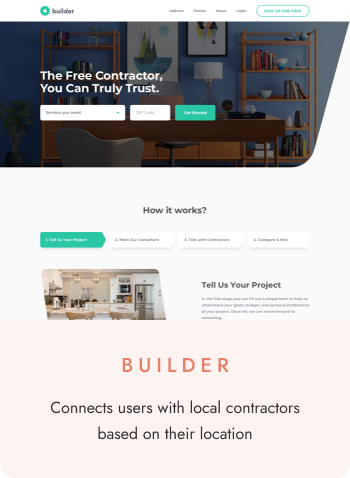 builder
Address Photos About Login SIGN UP FOR FREE
The Free Contractor,
You Can Truly Trust.
Service you need ZIP Code Get Started
How it works?
1. Tell Us Your Project 2. Meet Our Consultant 3. Talk with Contractors 4. Compare & Hire
Tell Us Your Project
In the first stage you can fill out a simple form to help us
understand your goals, budget, and personal preferences
of your project. Once set, we can move forward to
consulting.
BUILDER
Connects users with local contractors
based on their location